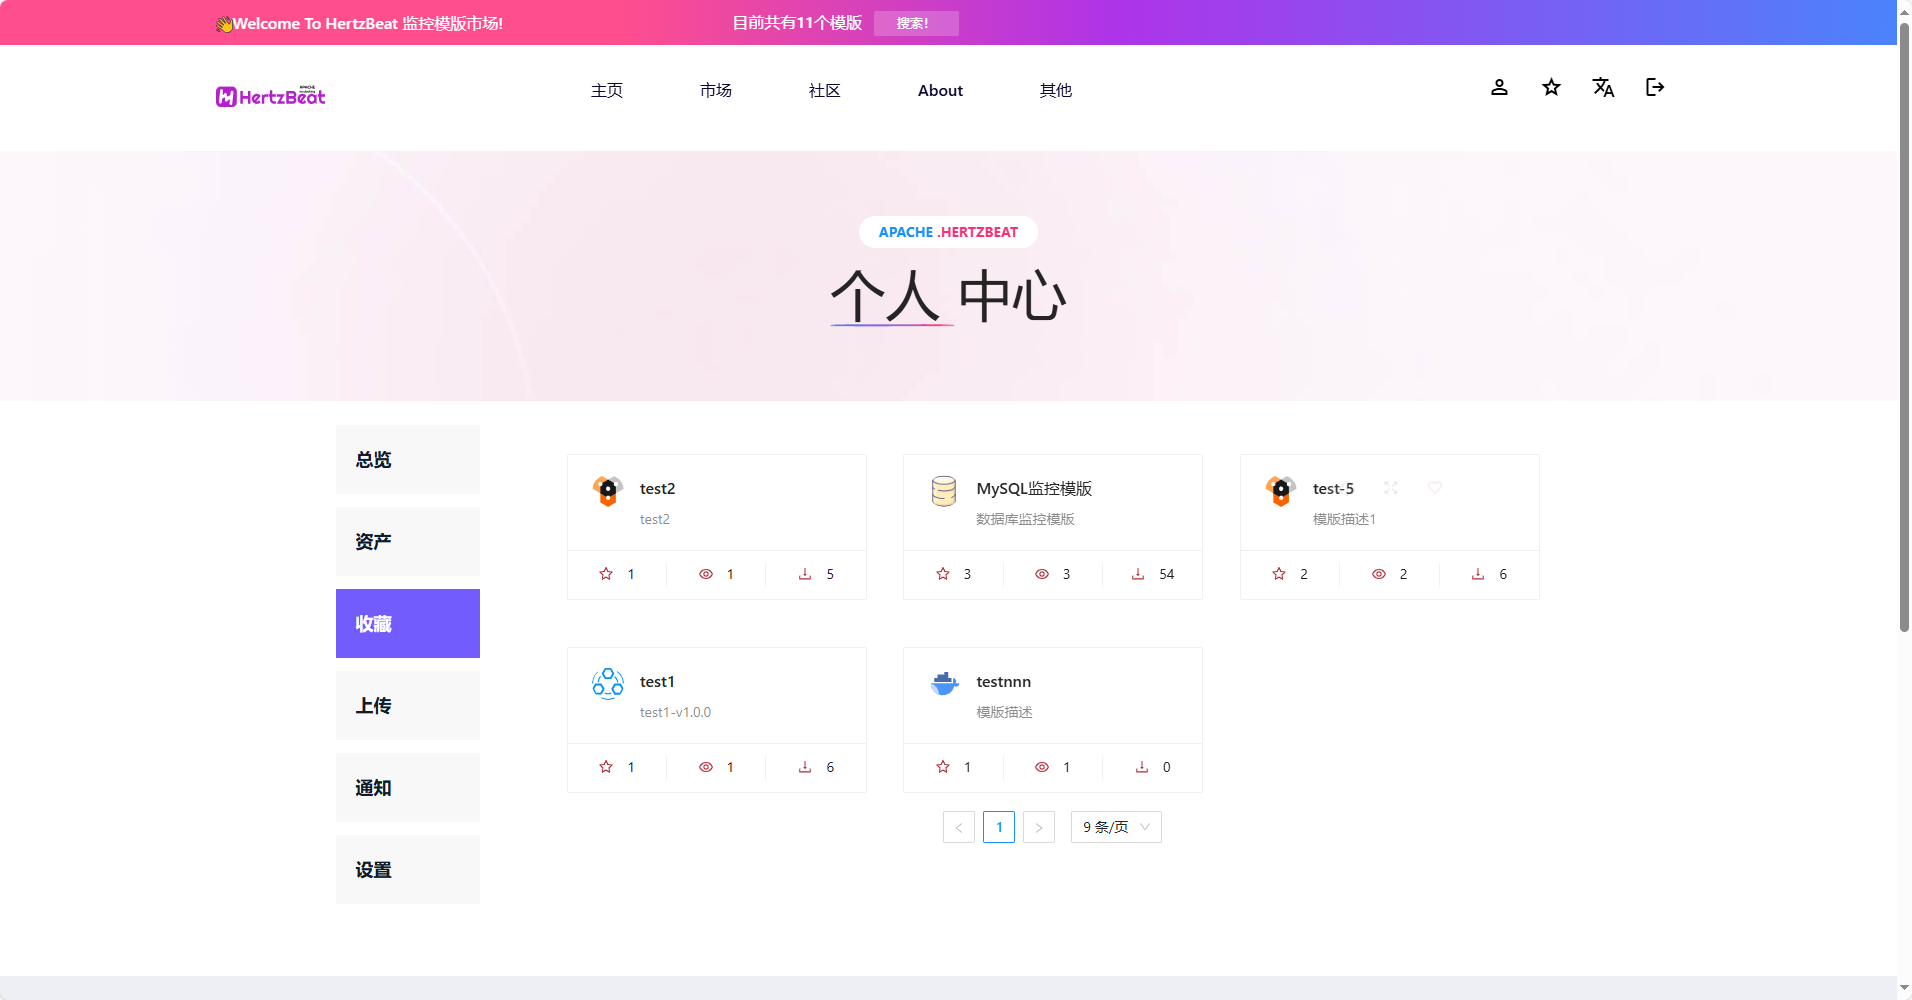 👋Welcome To HertzBeat 监控模版市场!
目前共有11个模版 搜索!
HertzBeat
主页 市场 社区 About 其他
APACHE .HERTZBEAT
个人 中心
总览
资产
收藏
上传
通知
设置
test2
test2
1 1 5
MySQL监控模版
数据库监控模版
3 3 54
test-5
模版描述1
2 2 6
test1
test1-v1.0.0
1 1 6
testnnn
模版描述
1 1 0
< 1 > 9 条/页